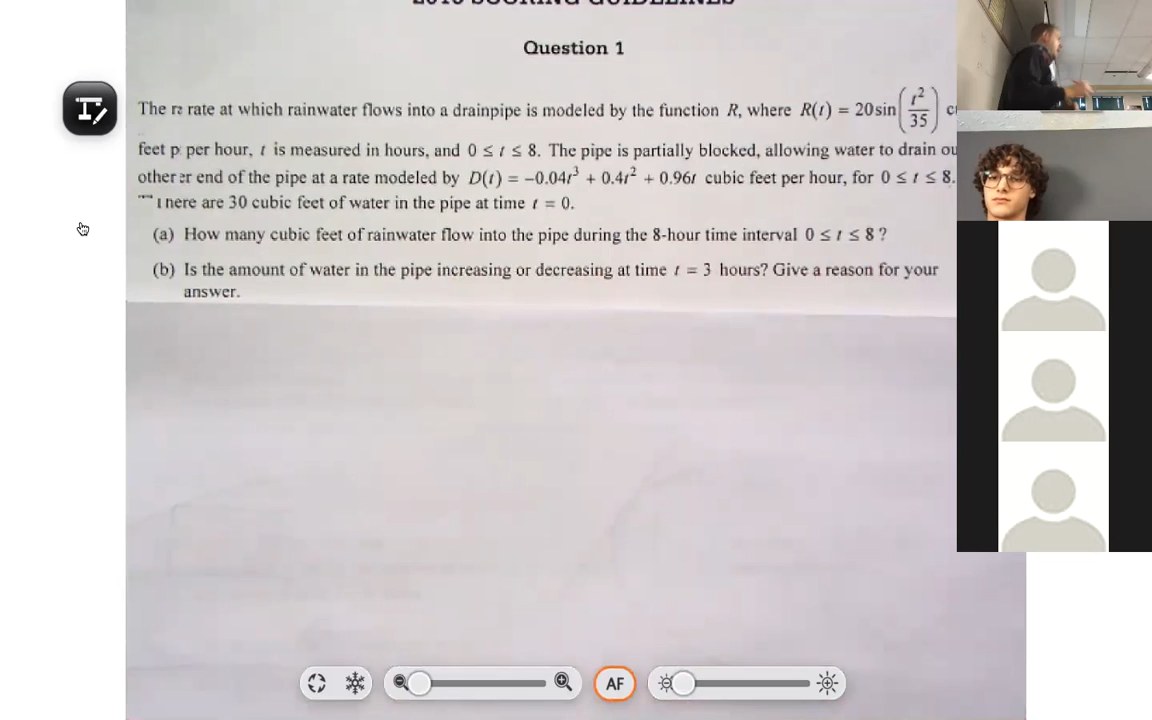 Question 1
The rate at which rainwater flows into a drainpipe is modeled by the function R, where R(t) = 20sin(t²/35)
feet per hour, t is measured in hours, and 0 ≤ t ≤ 8. The pipe is partially blocked, allowing water to drain
other end of the pipe at a rate modeled by D(t) = −0.04t³ + 0.4t² + 0.96t cubic feet per hour, for 0 ≤ t ≤ 8.
There are 30 cubic feet of water in the pipe at time t = 0.
(a) How many cubic feet of rainwater flow into the pipe during the 8-hour time interval 0 ≤ t ≤ 8?
(b) Is the amount of water in the pipe increasing or decreasing at time t = 3 hours? Give a reason for your
answer.
AF